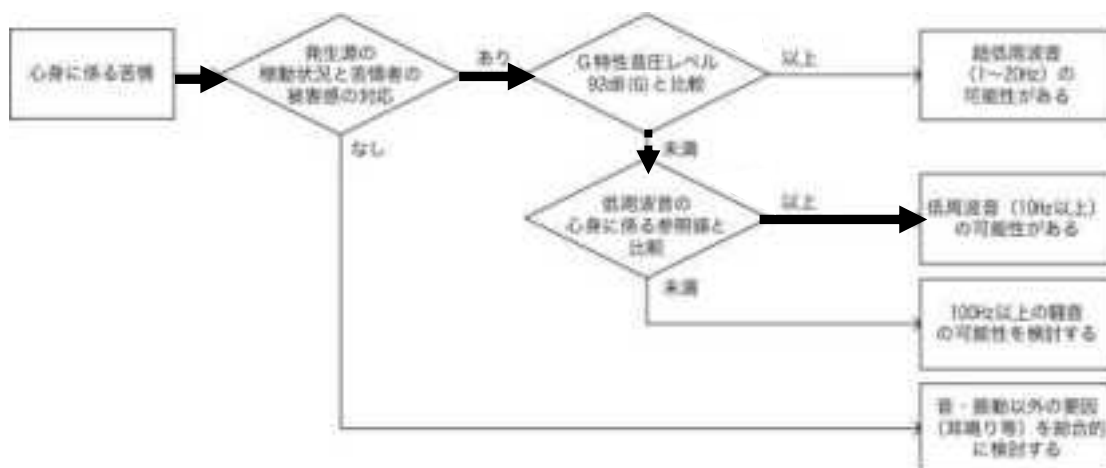 心身に係る苦情
発生源の
稼動状況と苦情者の
被害感の対応
あり
なし
G特性音圧レベル
92dB(G)と比較
以上
未満
超低周波音
(1～20Hz)の
可能性がある
低周波音の
心身に係る参照値と
比較
以上
未満
低周波音(10Hz以上)
の可能性がある
100Hz以上の騒音
の可能性を検討する
音・振動以外の要因
(耳鳴り等)を総合的
に検討する